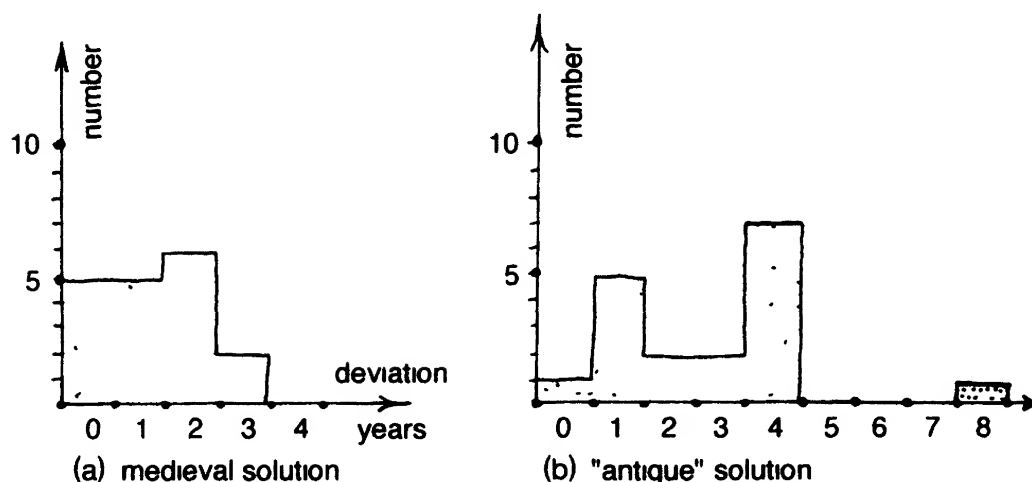 number
10
5
deviation
0 1 2 3 4 years
(a) medieval solution
number
10
5
0 1 2 3 4 5 6 7 8
(b) "antique" solution